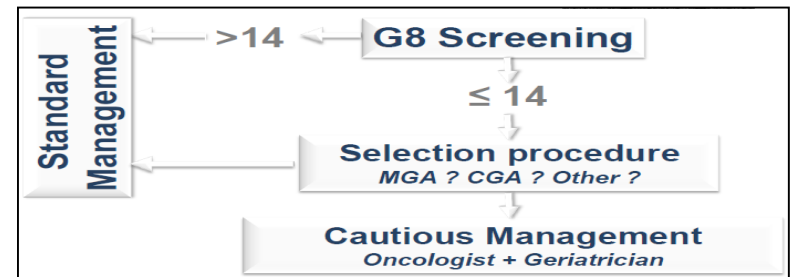 G8 Screening
>14
Standard
Management
≤ 14
Selection procedure
MGA ? CGA ? Other ?
Cautious Management
Oncologist + Geriatrician